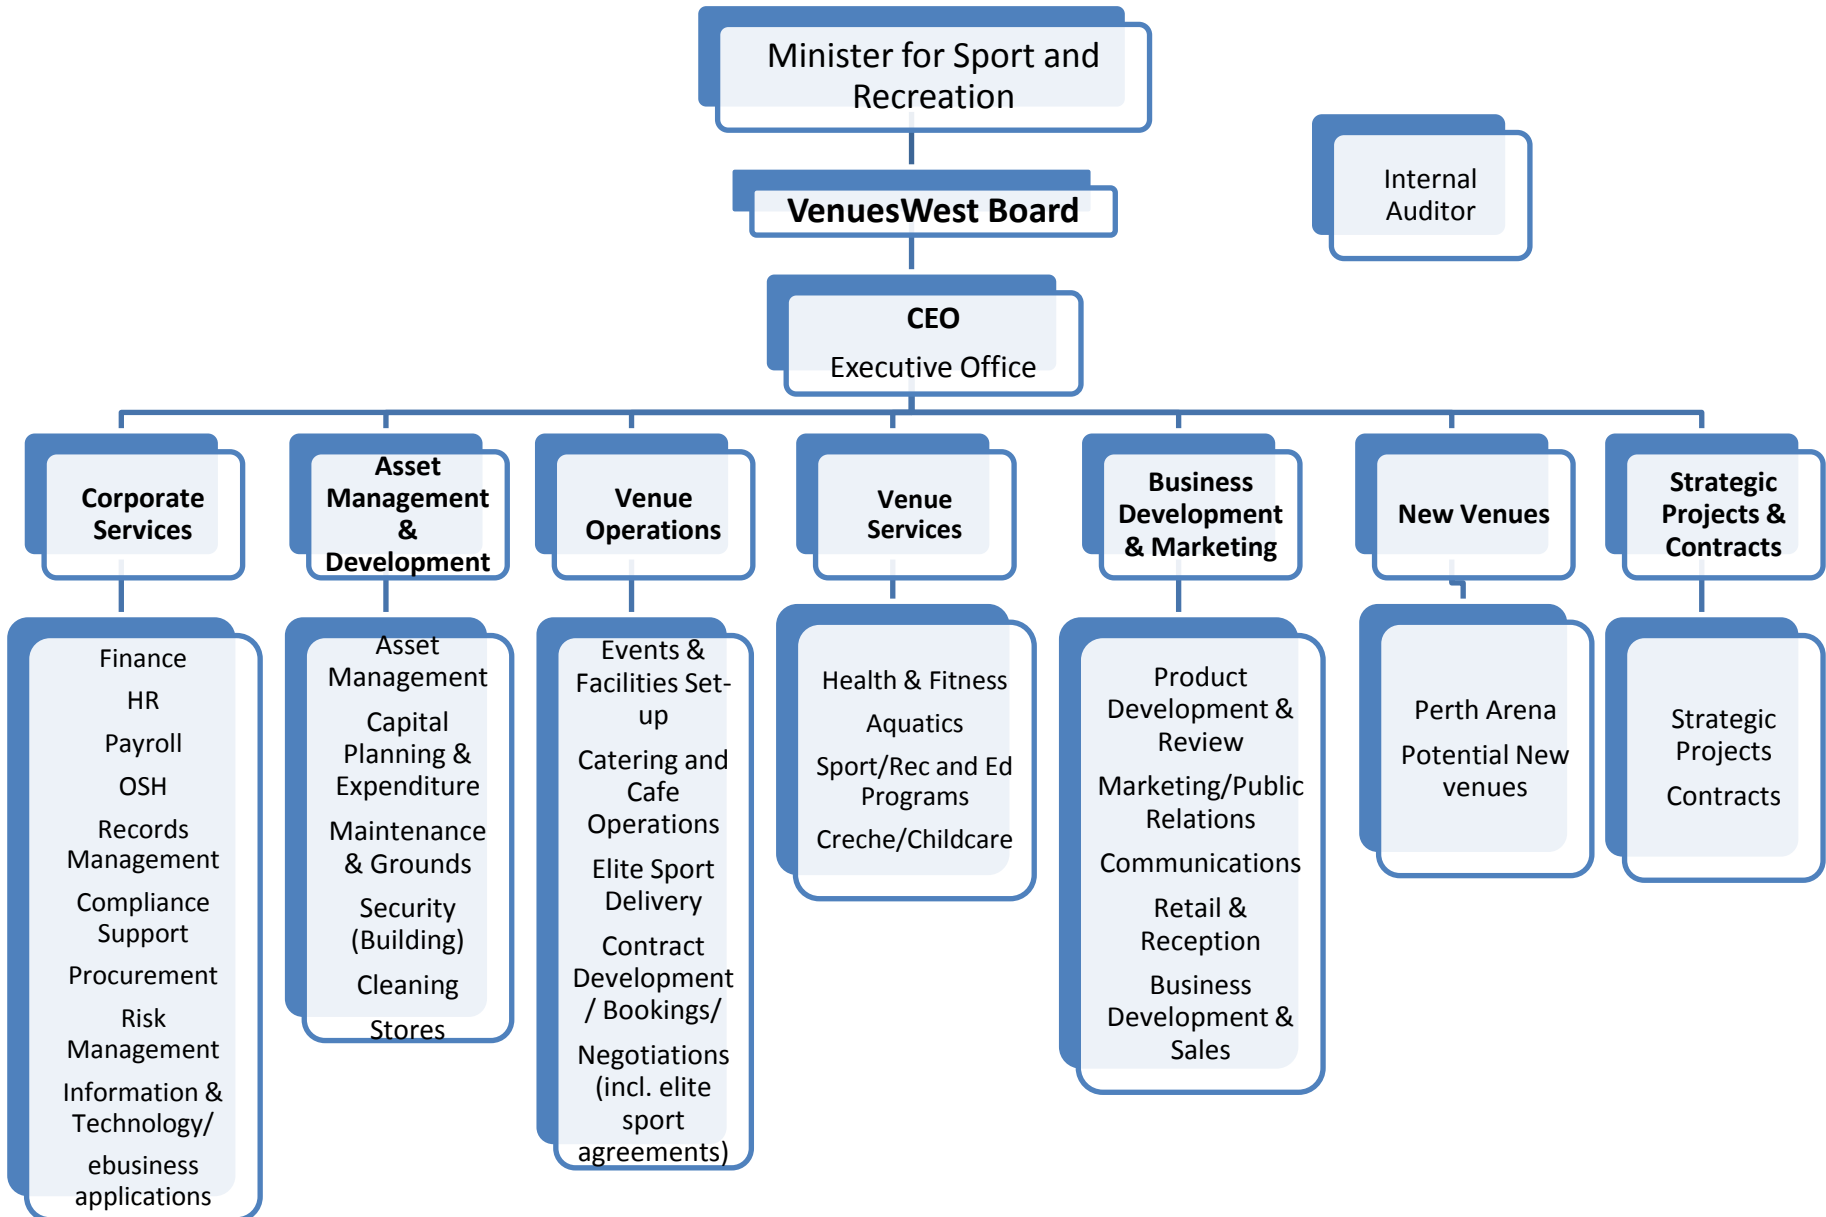 Minister for Sport and
Recreation
Internal
Auditor
VenuesWest Board
CEO
Executive Office
Corporate
Services
Asset
Management
&
Development
Venue
Operations
Venue
Services
Business
Development
& Marketing
New Venues
Strategic
Projects &
Contracts
Finance
HR
Payroll
OSH
Records
Management
Compliance
Support
Procurement
Risk
Management
Information &
Technology/
ebusiness
applications
Asset
Management
Capital
Planning &
Expenditure
Maintenance
& Grounds
Security
(Building)
Cleaning
Stores
Events &
Facilities Set-
up
Catering and
Cafe
Operations
Elite Sport
Delivery
Contract
Development
/ Bookings/
Negotiations
(incl. elite
sport
agreements)
Health & Fitness
Aquatics
Sport/Rec and Ed
Programs
Creche/Childcare
Product
Development &
Review
Marketing/Public
Relations
Communications
Retail &
Reception
Business
Development &
Sales
Perth Arena
Potential New
venues
Strategic
Projects
Contracts